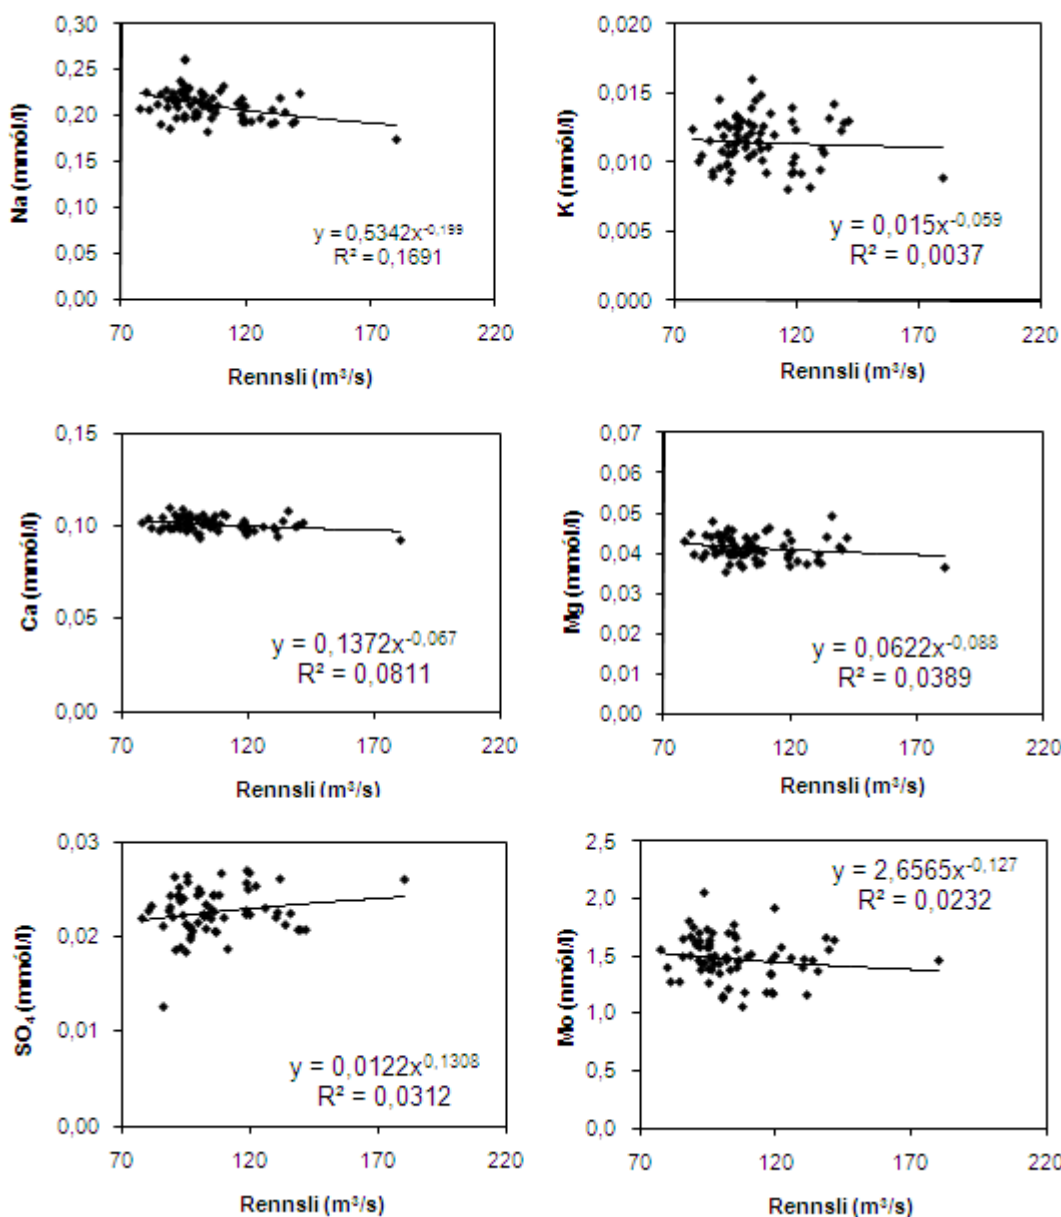 Na (mmól/l)
0,30
0,25
0,20
0,15
0,10
0,05
0,00
y = 0,5342x^-0,199
R² = 0,1691
70 120 170 220
Rennsli (m³/s)
K (mmól/l)
0,020
0,015
0,010
0,005
0,000
y = 0,015x^-0,059
R² = 0,0037
70 120 170 220
Rennsli (m³/s)
Ca (mmól/l)
0,15
0,10
0,05
0,00
y = 0,1372x^-0,067
R² = 0,0811
70 120 170 220
Rennsli (m³/s)
Mg (mmól/l)
0,07
0,06
0,05
0,04
0,03
0,02
0,01
0,00
y = 0,0622x^-0,088
R² = 0,0389
70 120 170 220
Rennsli (m³/s)
SO₄ (mmól/l)
0,03
0,02
0,01
0,00
y = 0,0122x^0,1308
R² = 0,0312
70 120 170 220
Rennsli (m³/s)
Mo (nmól/l)
2,5
2,0
1,5
1,0
0,5
0,0
y = 2,6565x^-0,127
R² = 0,0232
70 120 170 220
Rennsli (m³/s)